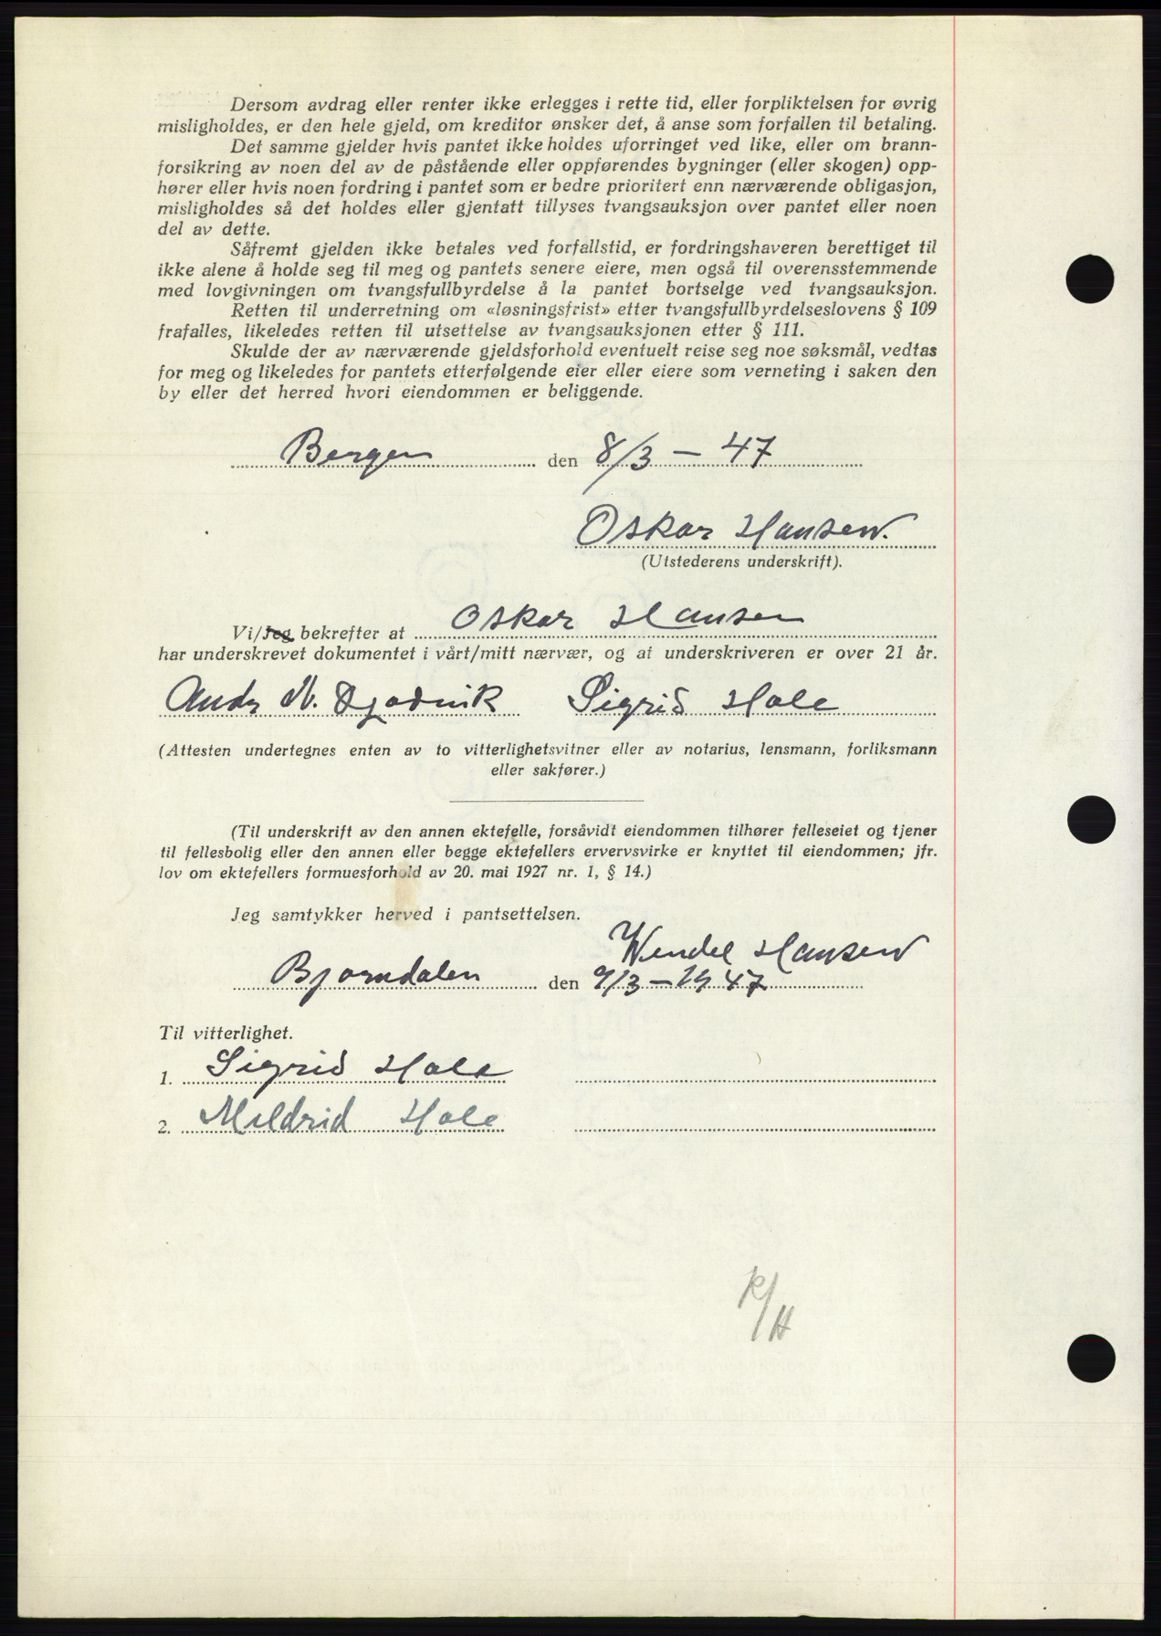 Dersom avdrag eller renter ikke erlegges i rette tid, eller forpliktelsen for øvrig
misligholdes, er den hele gjeld, om kreditor ønsker det, å anse som forfallen til betaling.
Det samme gjelder hvis pantet ikke holdes uforringet ved like, eller om brann-
forsikring av noen del av de påstående eller oppførendes bygninger (eller skogen) opp-
hører eller hvis noen fordring i pantet som er bedre prioritert enn nærværende obligasjon,
misligholdes så det holdes eller gjentatt tillyses tvangsauksjon over pantet eller noen
del av dette.
Såfremt gjelden ikke betales ved forfallstid, er fordringshaveren berettiget til
ikke alene å holde seg til meg og pantets senere eiere, men også til overensstemmende
med lovgivningen om tvangsfullbyrdelse å la pantet bortselge ved tvangsauksjon.
Retten til underretning om «løsningsfrist» etter tvangsfullbyrdelseslovens § 109
frafalles, likeledes retten til utsettelse av tvangsauksjonen etter § 111.
Skulde der av nærværende gjeldsforhold eventuelt reise seg noe søksmål, vedtas
for meg og likeledes for pantets etterfølgende eier eller eiere som verneting i saken den
by eller det herred hvori eiendommen er beliggende.
Bergen den 8/3 – 47
Oskar Hansen.
(Utstederens underskrift).
Vi/Jeg bekrefter at Oskar Hansen
har underskrevet dokumentet i vårt/mitt nærvær, og at underskriveren er over 21 år.
Sigrid Hole
(Attesten undertegnes enten av to vitterlighetsvitner eller av notarius, lensmann, forliksmann
eller sakfører.)
(Til underskrift av den annen ektefelle, forsåvidt eiendommen tilhører felleseiet og tjener
til fellesbolig eller den annen eller begge ektefellers ervervsvirke er knyttet til eiendommen; jfr.
lov om ektefellers formuesforhold av 20. mai 1927 nr. 1, § 14.)
Jeg samtykker herved i pantsettelsen.
Wendel Hansen
Bjørndalen den 9/3 – 1947
Til vitterlighet.
1. Sigrid Hole
2. Mildrid Hole